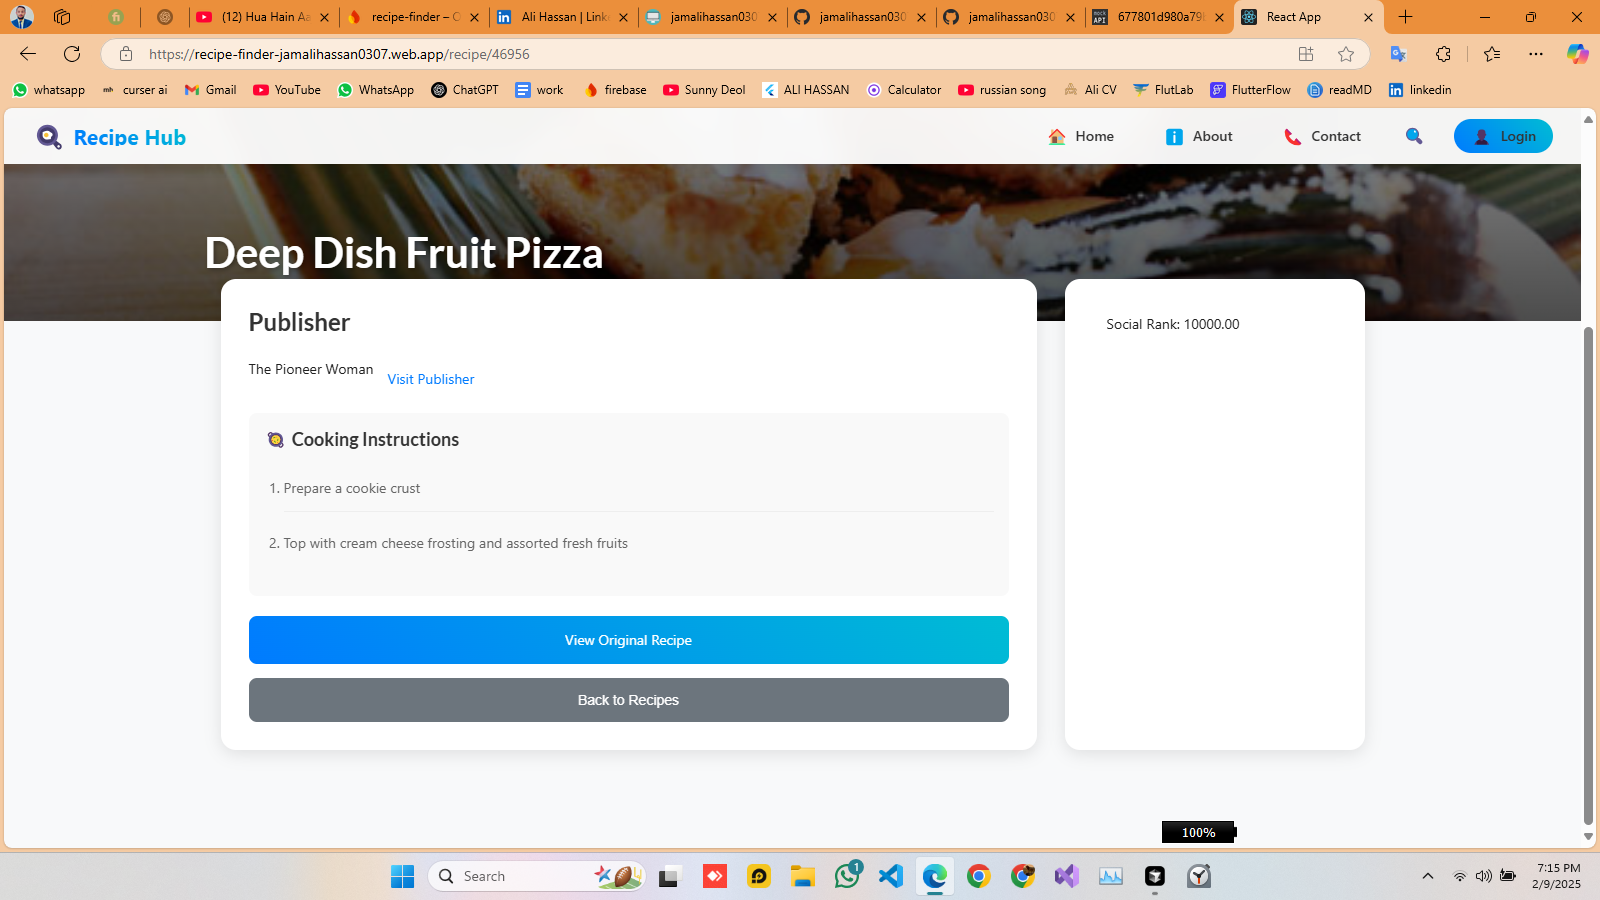 (12) Hua Hain Aa
recipe-finder – C
Ali Hassan | Link
jamalihassan030
jamalihassan030
jamalihassan030
mock API
677801d980a79b
React App
https://recipe-finder-jamalihassan0307.web.app/recipe/46956
whatsapp
curser ai
Gmail
YouTube
WhatsApp
ChatGPT
work
firebase
Sunny Deol
ALI HASSAN
Calculator
russian song
Ali CV
FlutLab
FlutterFlow
readMD
linkedin
Recipe Hub
Home
About
Contact
Login
Deep Dish Fruit Pizza
Publisher
The Pioneer Woman
Visit Publisher
Cooking Instructions
1. Prepare a cookie crust
2. Top with cream cheese frosting and assorted fresh fruits
View Original Recipe
Back to Recipes
Social Rank: 10000.00
100%
Search
1
7:15 PM
2/9/2025